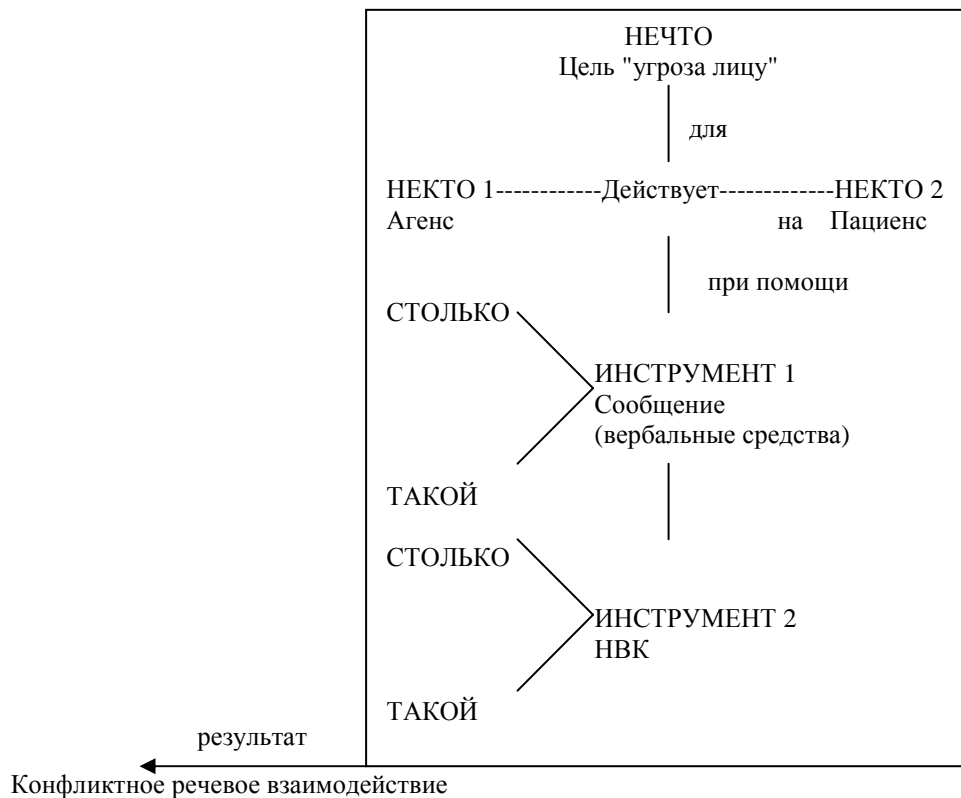 НЕЧТО
Цель "угроза лицу"
для
НЕКТО 1------------Действует-------------НЕКТО 2
Агенс на Пациенс
при помощи
СТОЛЬКО
ИНСТРУМЕНТ 1
Сообщение
(вербальные средства)
ТАКОЙ
СТОЛЬКО
ИНСТРУМЕНТ 2
НВК
ТАКОЙ
результат
Конфликтное речевое взаимодействие